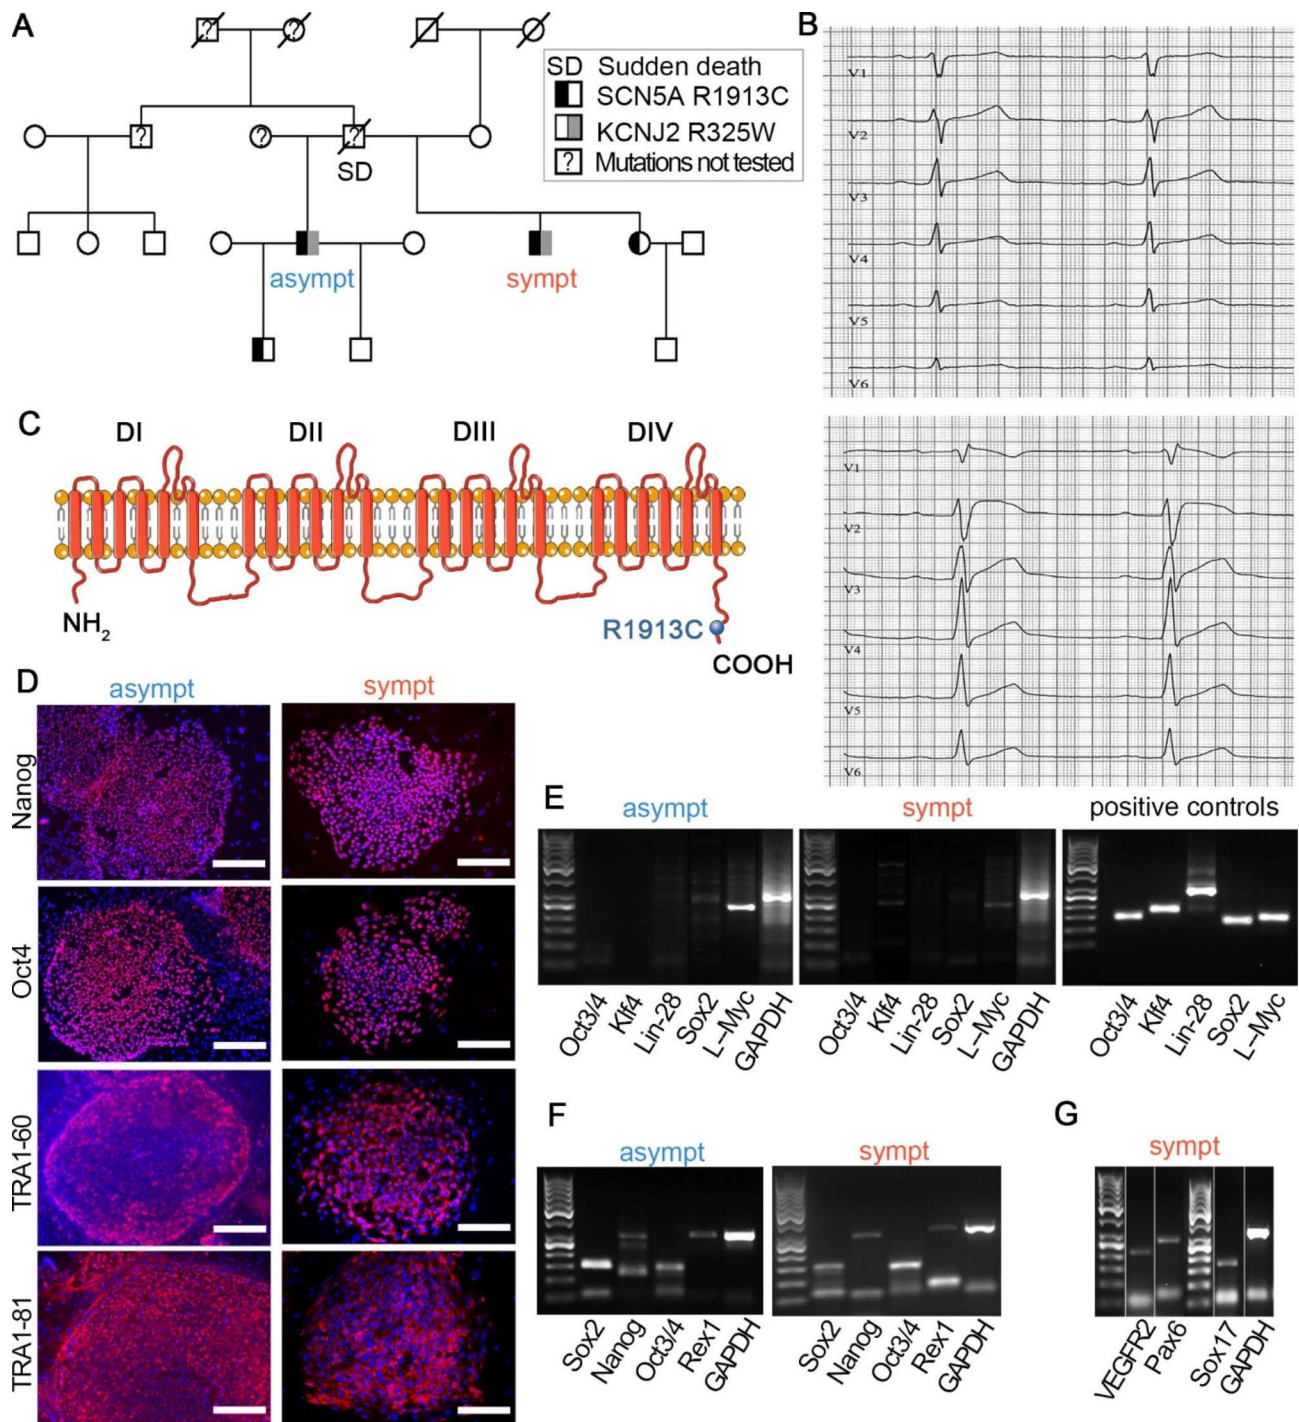 A
?
?
SD Sudden death
SCN5A R1913C
KCNJ2 R325W
? Mutations not tested
?
?
?
SD
asympt
sympt
B
V1
V2
V3
V4
V5
V6
V1
V2
V3
V4
V5
V6
C
DI DII DIII DIV
NH2
R1913C
COOH
D
asympt sympt
Nanog
Oct4
TRA1-60
TRA1-81
E
asympt sympt positive controls
Oct3/4 Klf4 Lin-28 Sox2 L-Myc GAPDH
Oct3/4 Klf4 Lin-28 Sox2 L-Myc GAPDH
Oct3/4 Klf4 Lin-28 Sox2 L-Myc
F
asympt sympt
Sox2 Nanog Oct3/4 Rex1 GAPDH
Sox2 Nanog Oct3/4 Rex1 GAPDH
G
sympt
VEGFR2 Pax6 Sox17 GAPDH